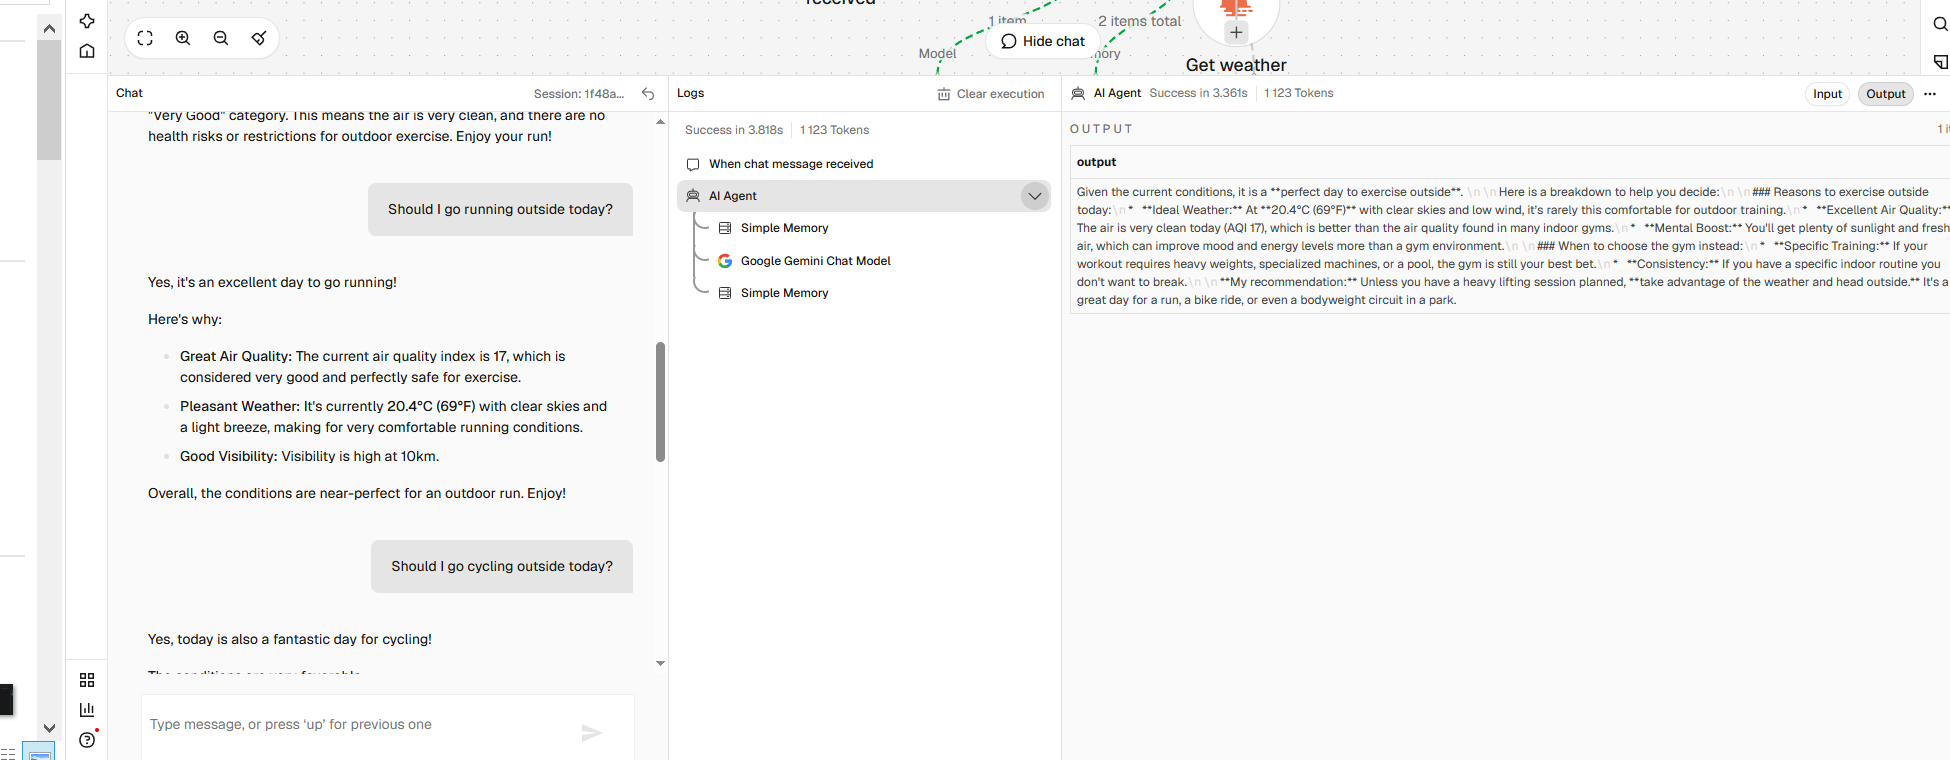 received
1 item
2 items total
Hide chat
Model
Get weather
Chat
Session: 1f48a...
"Very Good" category. This means the air is very clean, and there are no
health risks or restrictions for outdoor exercise. Enjoy your run!
Should I go running outside today?
Yes, it's an excellent day to go running!
Here's why:
Great Air Quality: The current air quality index is 17, which is
considered very good and perfectly safe for exercise.
Pleasant Weather: It's currently 20.4°C (69°F) with clear skies and
a light breeze, making for very comfortable running conditions.
Good Visibility: Visibility is high at 10km.
Overall, the conditions are near-perfect for an outdoor run. Enjoy!
Should I go cycling outside today?
Yes, today is also a fantastic day for cycling!
The conditions are very favorable
Type message, or press ‘up’ for previous one
Logs
Clear execution
Success in 3.818s
1 123 Tokens
When chat message received
AI Agent
Simple Memory
Google Gemini Chat Model
Simple Memory
AI Agent Success in 3.361s 1 123 Tokens
Input
Output
OUTPUT
output
Given the current conditions, it is a **perfect day to exercise outside**. \n\nHere is a breakdown to help you decide:\n\n### Reasons to exercise outside
today:\n*   **Ideal Weather:** At **20.4°C (69°F)** with clear skies and low wind, it's rarely this comfortable for outdoor training.\n*   **Excellent Air Quality:**
The air is very clean today (AQI 17), which is better than the air quality found in many indoor gyms.\n*   **Mental Boost:** You'll get plenty of sunlight and fresh
air, which can improve mood and energy levels more than a gym environment.\n\n### When to choose the gym instead:\n*   **Specific Training:** If your
workout requires heavy weights, specialized machines, or a pool, the gym is still your best bet.\n*   **Consistency:** If you have a specific indoor routine you
don't want to break.\n\n**My recommendation:** Unless you have a heavy lifting session planned, **take advantage of the weather and head outside.** It's a
great day for a run, a bike ride, or even a bodyweight circuit in a park.